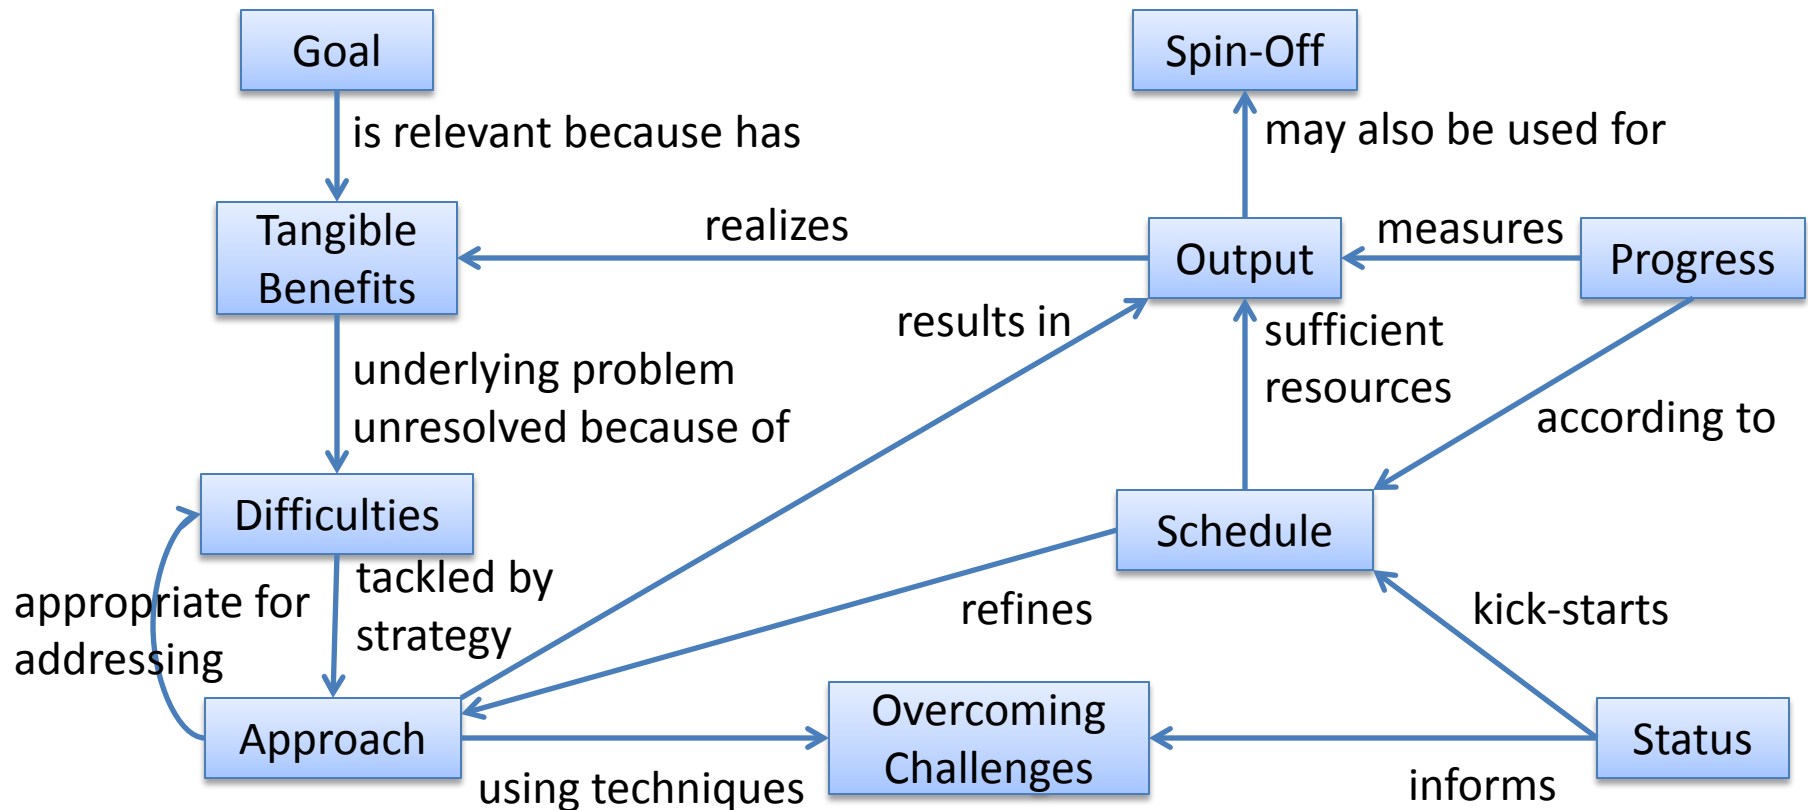 Goal
Spin-Off
is relevant because has
may also be used for
Tangible
Benefits
realizes
Output
measures
Progress
results in
sufficient
resources
underlying problem
unresolved because of
according to
Difficulties
Schedule
tackled by
strategy
appropriate for
addressing
refines
kick-starts
Approach
Overcoming
Challenges
Status
using techniques
informs